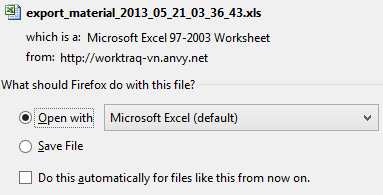 export_material_2013_05_21_03_36_43.xls
which is a: Microsoft Excel 97-2003 Worksheet
from: http://worktraq-vn.anvy.net
What should Firefox do with this file?
Open with Microsoft Excel (default)
Save File
Do this automatically for files like this from now on.